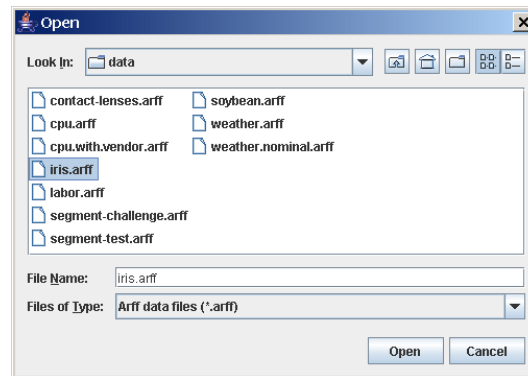 Open
Look In: data
contact-lenses.arff
cpu.arff
cpu.with.vendor.arff
iris.arff
labor.arff
segment-challenge.arff
segment-test.arff
soybean.arff
weather.arff
weather.nominal.arff
File Name: iris.arff
Files of Type: Arff data files (*.arff)
Open Cancel